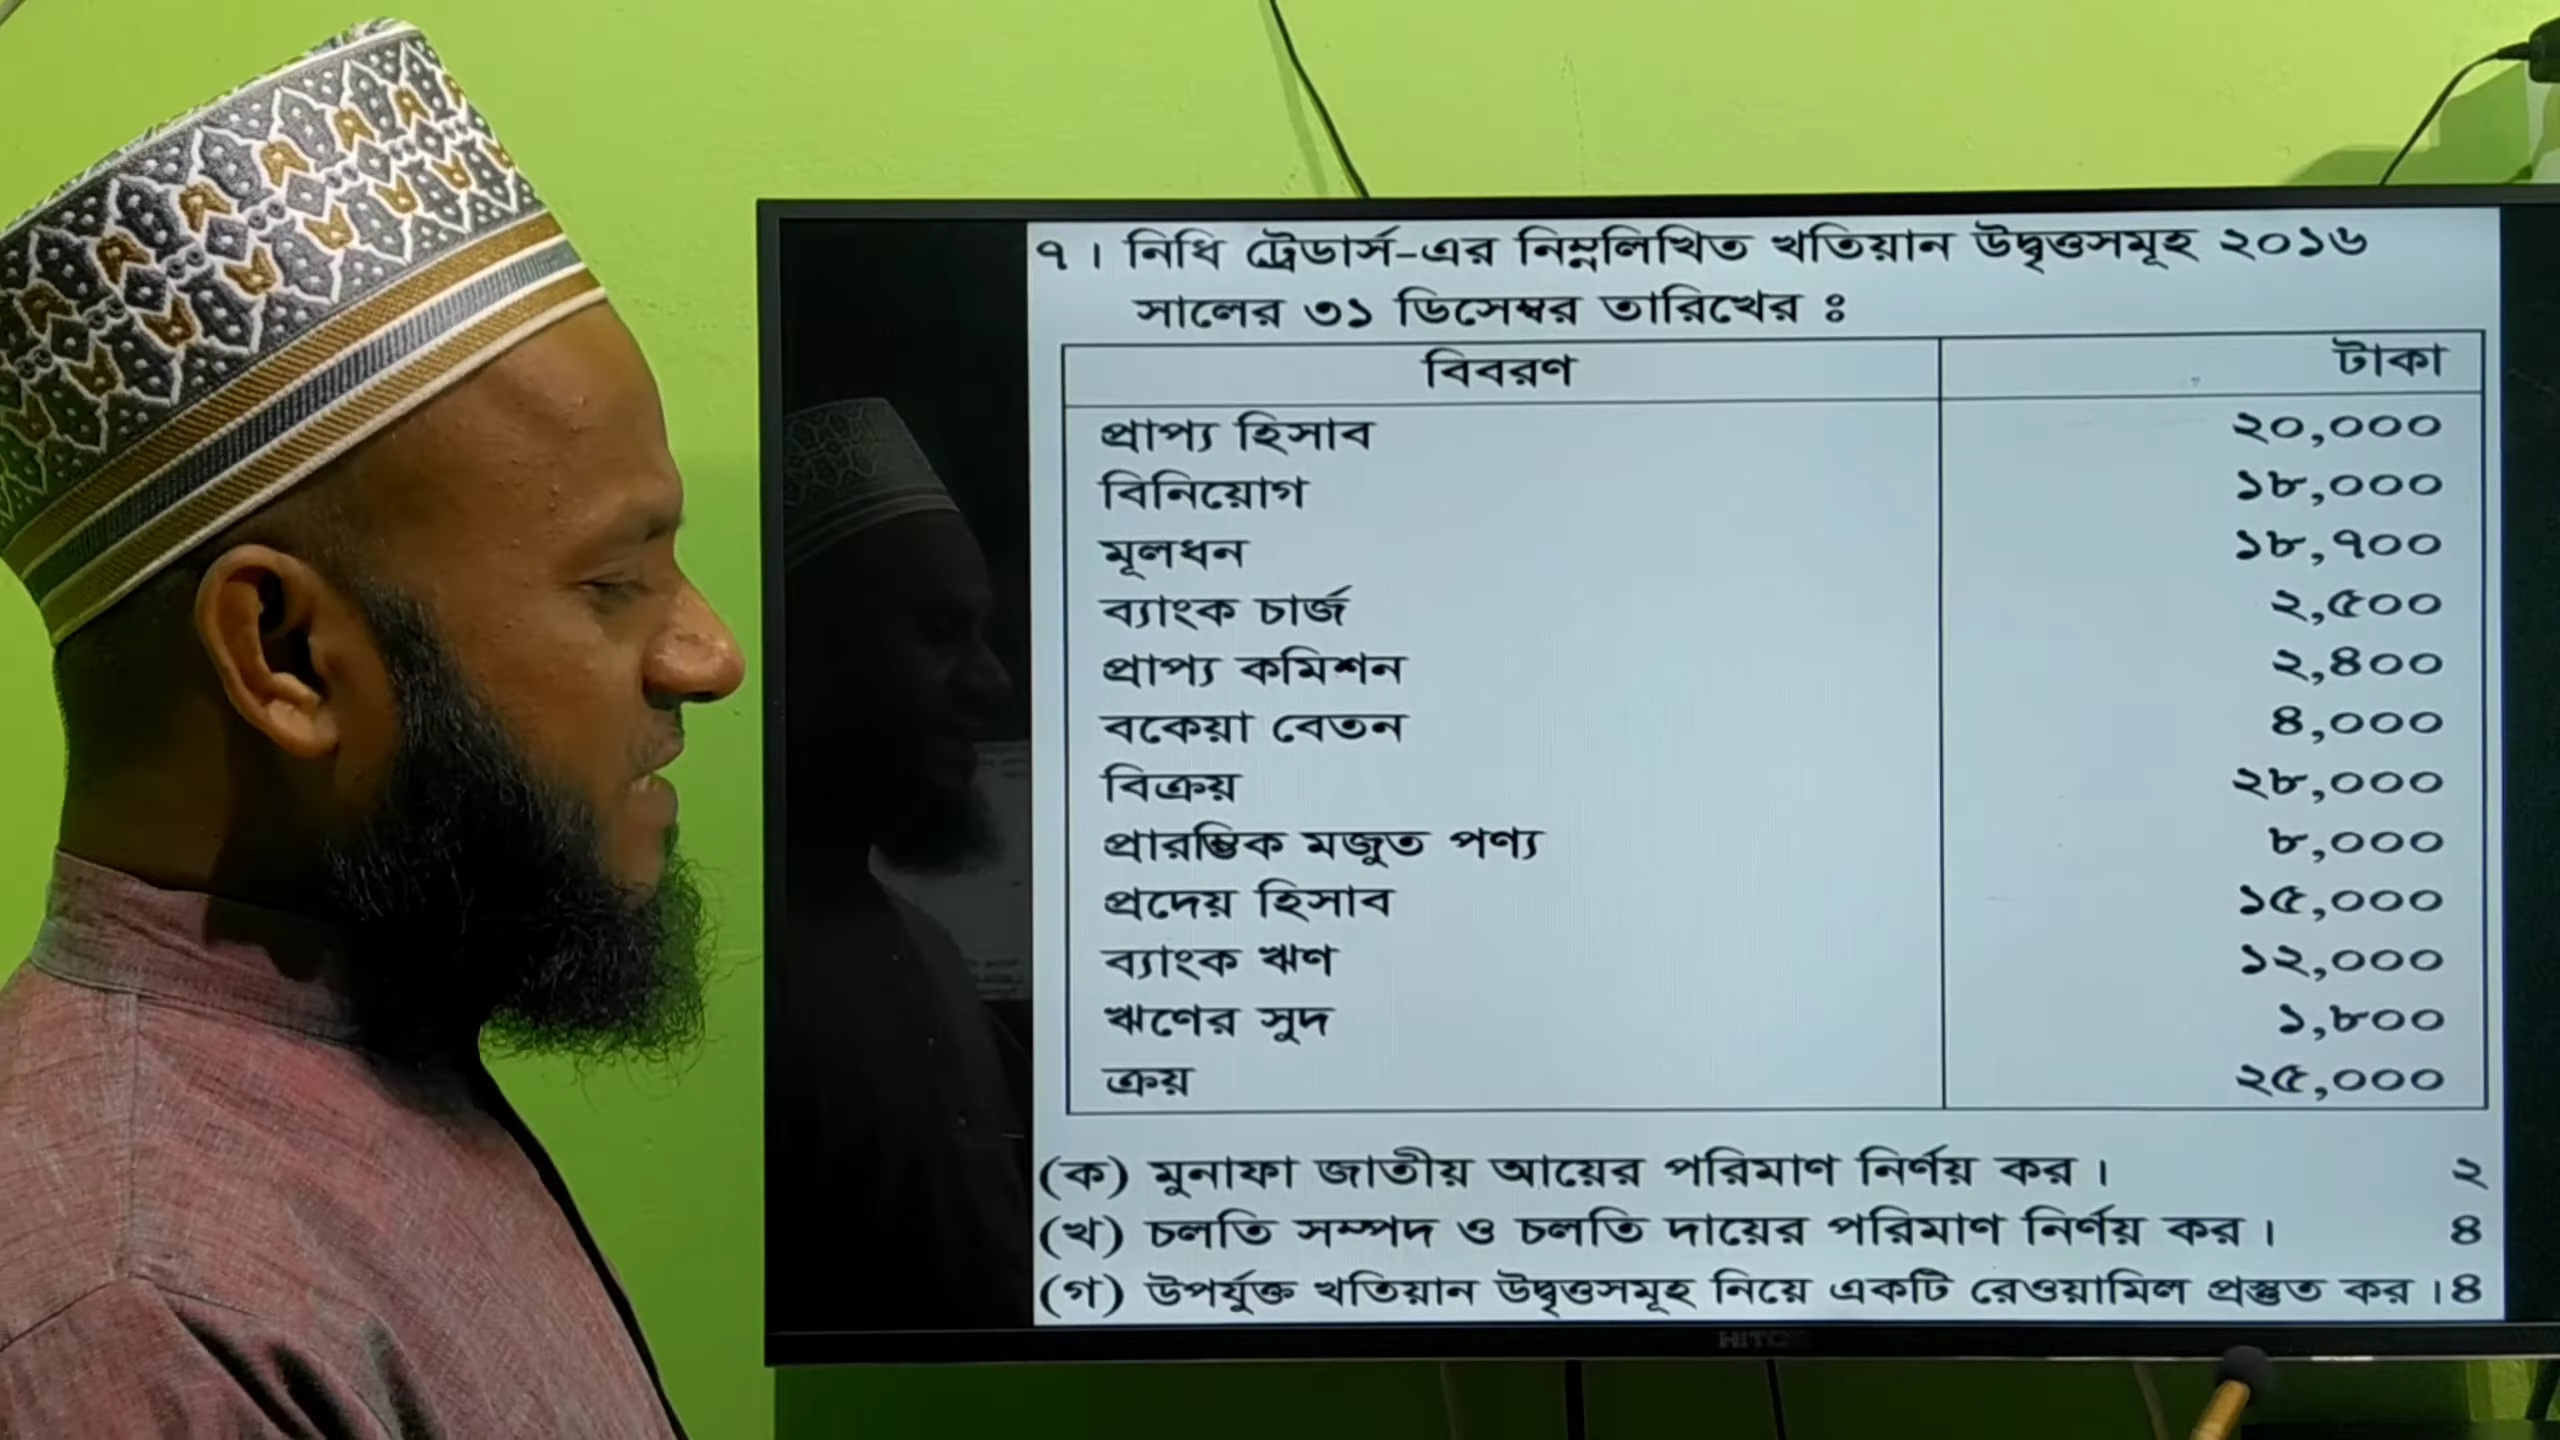 ৭। নিধি ট্রেডার্স-এর নিম্নলিখিত খতিয়ান উদ্বৃত্তসমূহ ২০১৬
সালের ৩১ ডিসেম্বর তারিখের ঃ
বিবরণ টাকা
প্রাপ্য হিসাব ২০,০০০
বিনিয়োগ ১৮,০০০
মূলধন ১৮,৭০০
ব্যাংক চার্জ ২,৫০০
প্রাপ্য কমিশন ২,৪০০
বকেয়া বেতন ৪,০০০
বিক্রয় ২৮,০০০
প্রারম্ভিক মজুত পণ্য ৮,০০০
প্রদেয় হিসাব ১৫,০০০
ব্যাংক ঋণ ১২,০০০
ঋণের সুদ ১,৮০০
ক্রয় ২৫,০০০
(ক) মুনাফা জাতীয় আয়ের পরিমাণ নির্ণয় কর। ২
(খ) চলতি সম্পদ ও চলতি দায়ের পরিমাণ নির্ণয় কর। ৪
(গ) উপর্যুক্ত খতিয়ান উদ্বৃত্তসমূহ নিয়ে একটি রেওয়ামিল প্রস্তুত কর। ৪